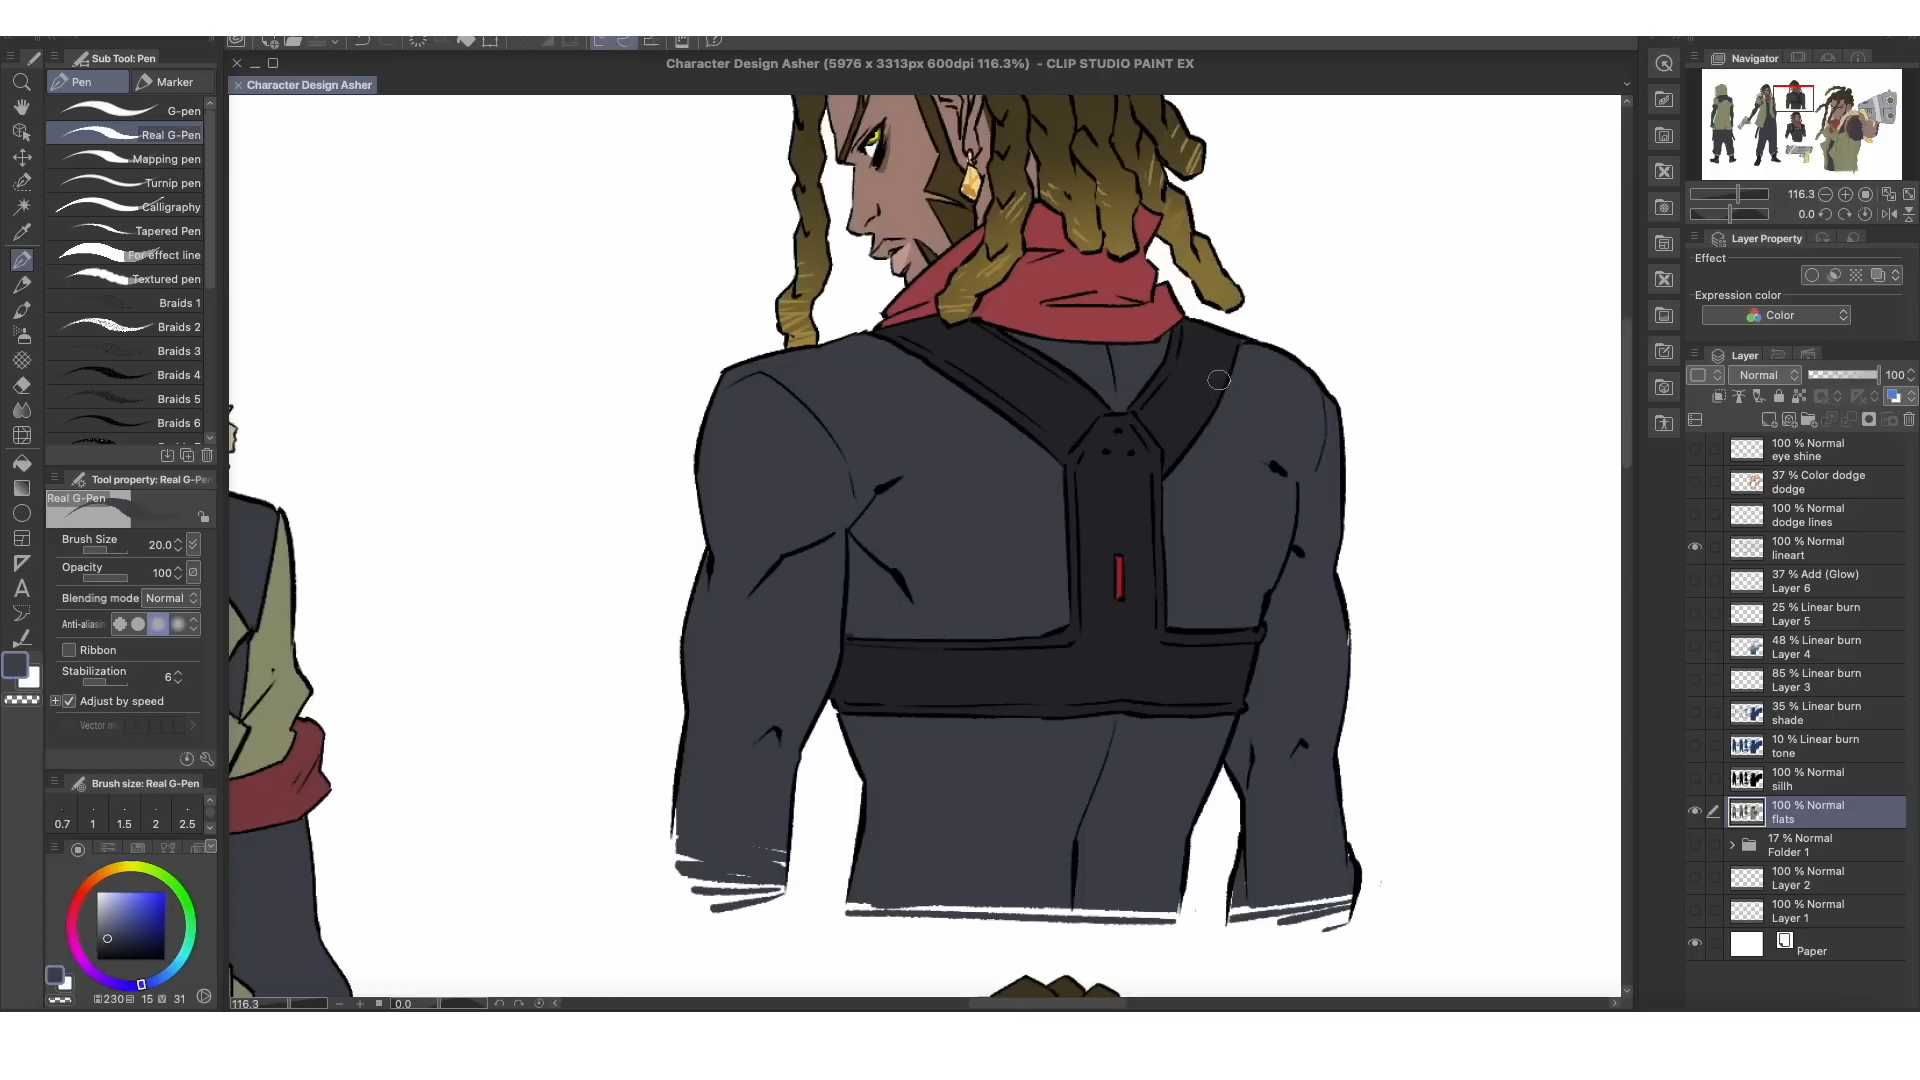 Sub Tool: Pen
Pen
Marker
G-pen
Real G-Pen
Mapping pen
Turnip pen
Calligraphy
Tapered Pen
For effect line
Textured pen
Braids 1
Braids 2
Braids 3
Braids 4
Braids 5
Braids 6
Tool property: Real G-Per
Real G-Pen
Brush Size 20.0
Opacity 100
Blending mode Normal
Anti-aliasin
Ribbon
Stabilization 6
Adjust by speed
Brush size: Real G-Pen
0.7 1 1.5 2 2.5
230 15 31
Character Design Asher (5976 x 3313px 600dpi 116.3%) - CLIP STUDIO PAINT EX
Character Design Asher
116.3 0.0
Navigator
116.3
0.0
Layer Property
Effect
Expression color
Color
Layer
Normal 100
100 % Normal
eye shine
37 % Color dodge
dodge
100 % Normal
dodge lines
100 % Normal
lineart
37 % Add (Glow)
Layer 6
25 % Linear burn
Layer 5
48 % Linear burn
Layer 4
85 % Linear burn
Layer 3
35 % Linear burn
shade
10 % Linear burn
tone
100 % Normal
sillh
100 % Normal
flats
17 % Normal
Folder 1
100 % Normal
Layer 2
100 % Normal
Layer 1
Paper